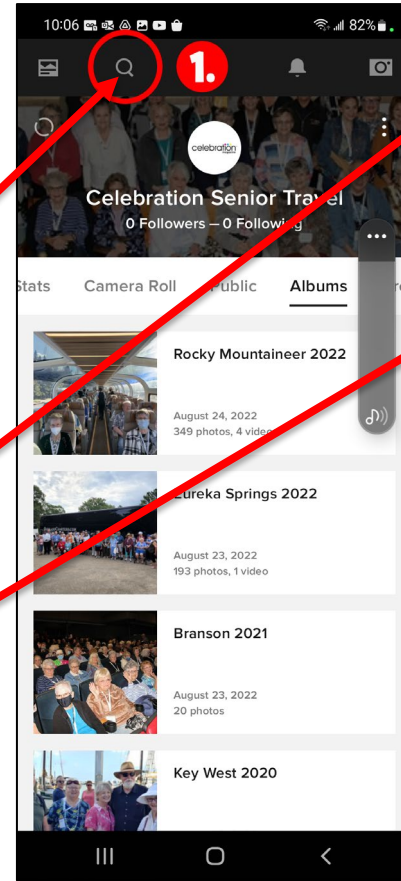 10:06 82%
1.
celebration
Celebration Senior Travel
0 Followers — 0 Following
Stats Camera Roll Public Albums
Rocky Mountaineer 2022
August 24, 2022
349 photos, 4 video
Eureka Springs 2022
August 23, 2022
193 photos, 1 video
Branson 2021
August 23, 2022
20 photos
Key West 2020